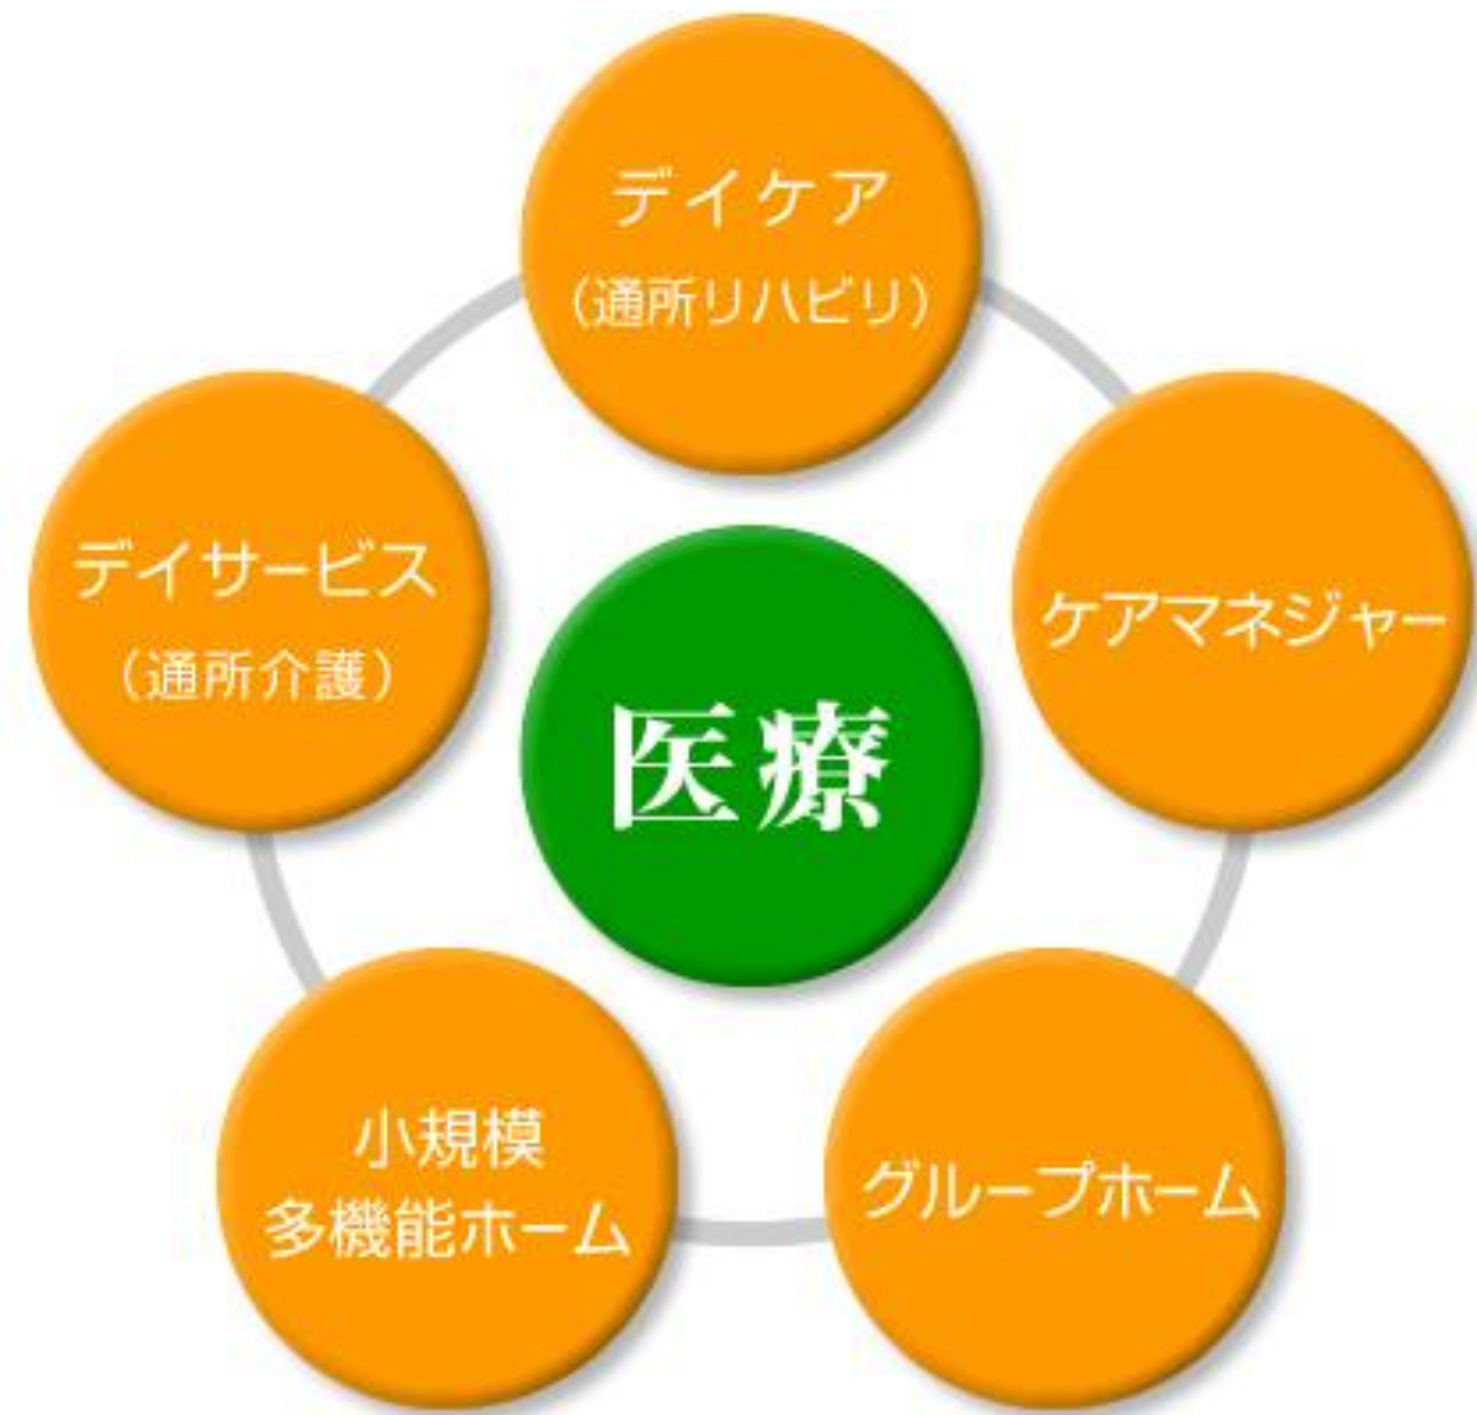 デイケア
（通所リハビリ）
デイサービス
（通所介護）
ケアマネジャー
医療
小規模
多機能ホーム
グループホーム